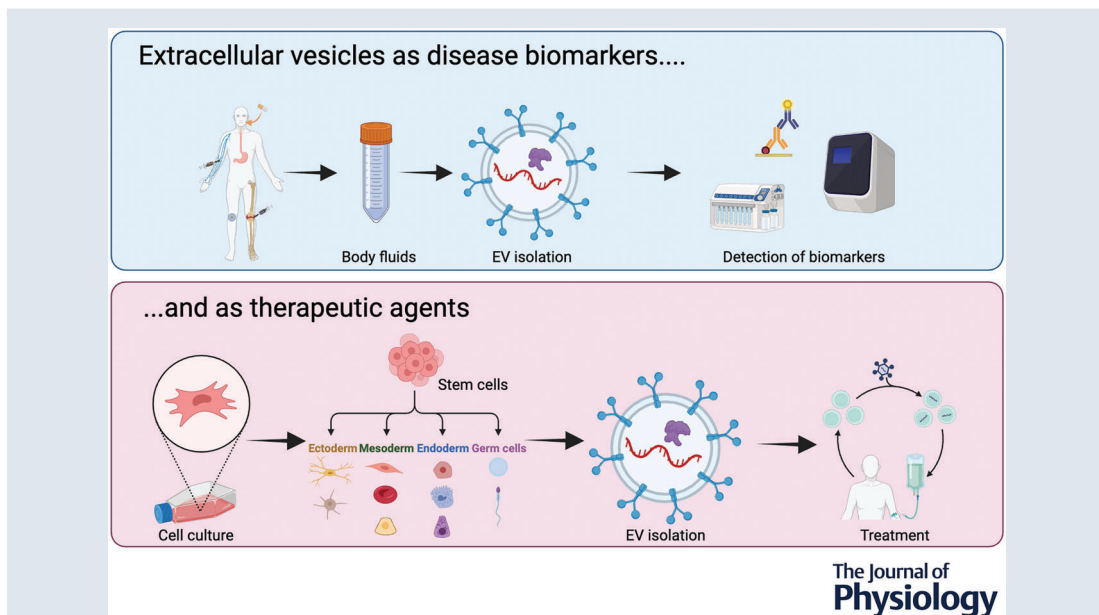 Extracellular vesicles as disease biomarkers....
Body fluids
EV isolation
Detection of biomarkers
...and as therapeutic agents
Stem cells
Ectoderm Mesoderm Endoderm Germ cells
Cell culture
EV isolation
Treatment
The Journal of
Physiology